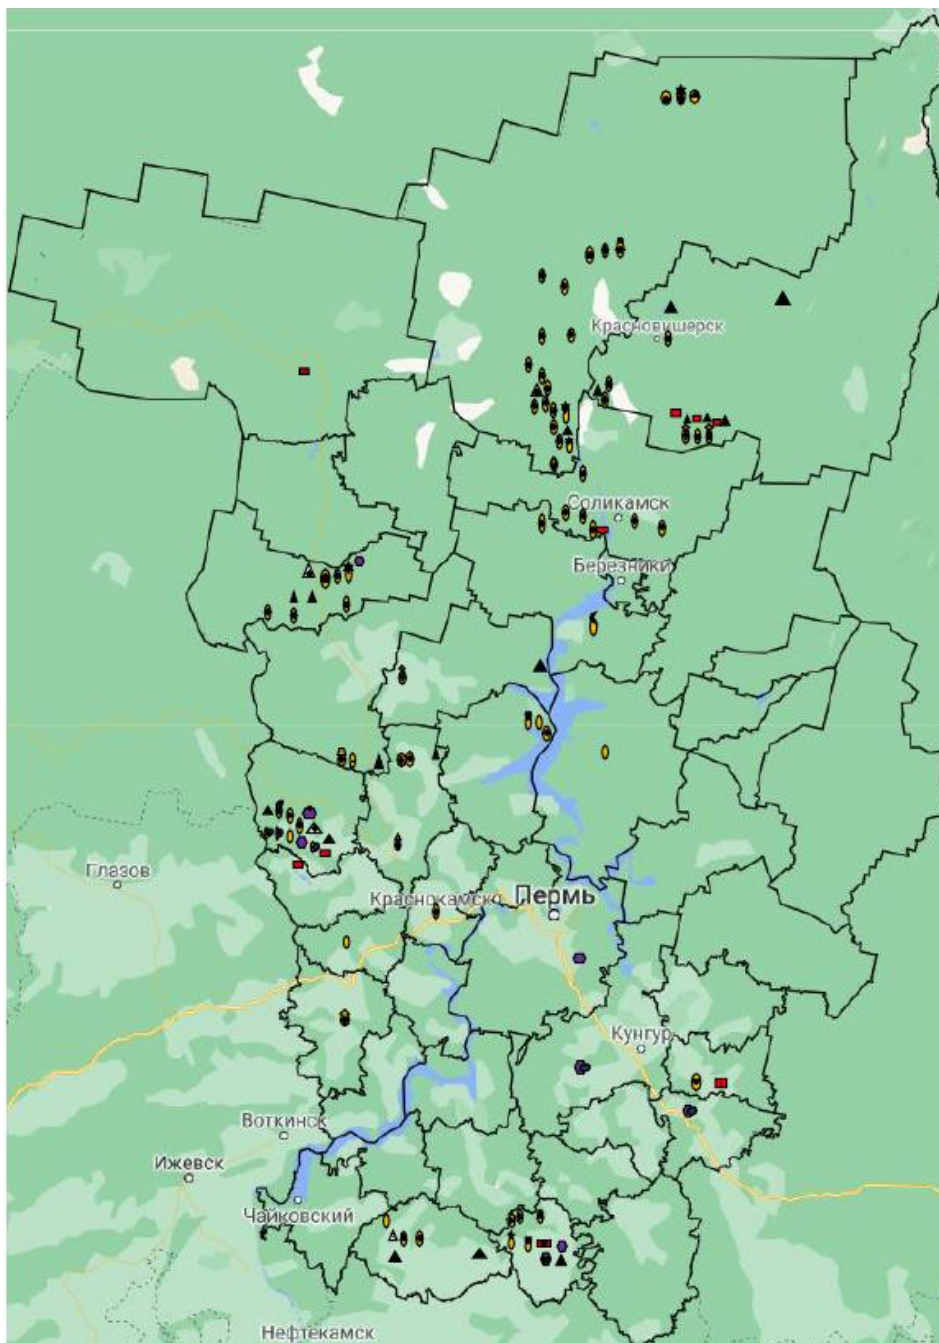 Красновишерск
Соликамск
Березники
Глазов
Краснокамск
Пермь
Кунгур
Воткинск
Ижевск
Чайковский
Нефтекамск